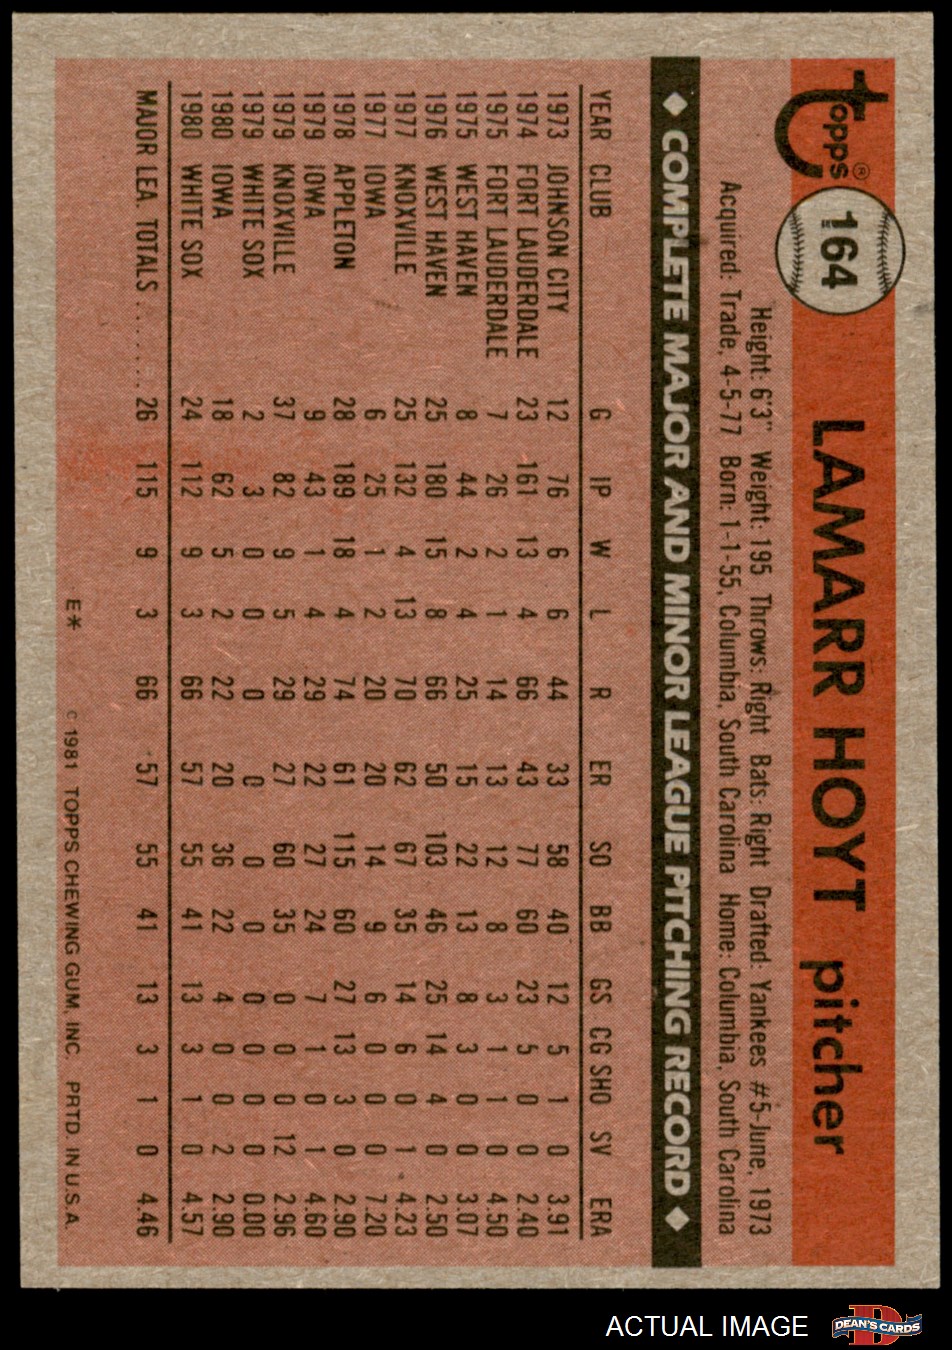 Topps® 164 LAMARR HOYT pitcher
Height: 6'3" Weight: 195 Throws: Right Bats: Right Drafted: Yankees #5-June, 1973
Acquired: Trade, 4-5-77 Born: 1-1-55, Columbia, South Carolina Home: Columbia, South Carolina
◆ COMPLETE MAJOR AND MINOR LEAGUE PITCHING RECORD ◆
YEAR CLUB G IP W L R ER SO BB GS CG SHO SV ERA
1973 JOHNSON CITY 12 76 6 6 44 33 58 40 12 5 1 0 3.91
1974 FORT LAUDERDALE 23 161 13 4 66 43 77 60 23 5 0 0 2.40
1975 FORT LAUDERDALE 7 26 2 1 14 13 12 8 3 1 1 0 4.50
1975 WEST HAVEN 8 44 2 4 25 15 22 13 8 3 0 0 3.07
1976 WEST HAVEN 25 180 15 8 66 50 103 46 25 14 4 0 2.50
1977 KNOXVILLE 25 132 4 13 70 62 67 35 14 6 0 1 4.23
1977 IOWA 6 25 1 2 20 20 14 9 6 0 0 0 7.20
1978 APPLETON 28 189 18 4 74 61 115 60 27 13 3 0 2.90
1979 IOWA 9 43 1 4 29 22 27 24 7 1 0 1 4.60
1979 KNOXVILLE 37 82 9 5 29 27 60 35 0 0 0 12 2.96
1979 WHITE SOX 2 3 0 0 0 0 0 0 0 0 0 0 0.00
1980 IOWA 18 62 5 2 22 20 36 22 4 0 0 2 2.90
1980 WHITE SOX 24 112 9 3 66 57 55 41 13 3 1 0 4.57
MAJOR LEA. TOTALS ...... 26 115 9 3 66 57 55 41 13 3 1 0 4.46
E* © 1981 TOPPS CHEWING GUM, INC. PRTD. IN U.S.A.
ACTUAL IMAGE D DEAN'S CARDS